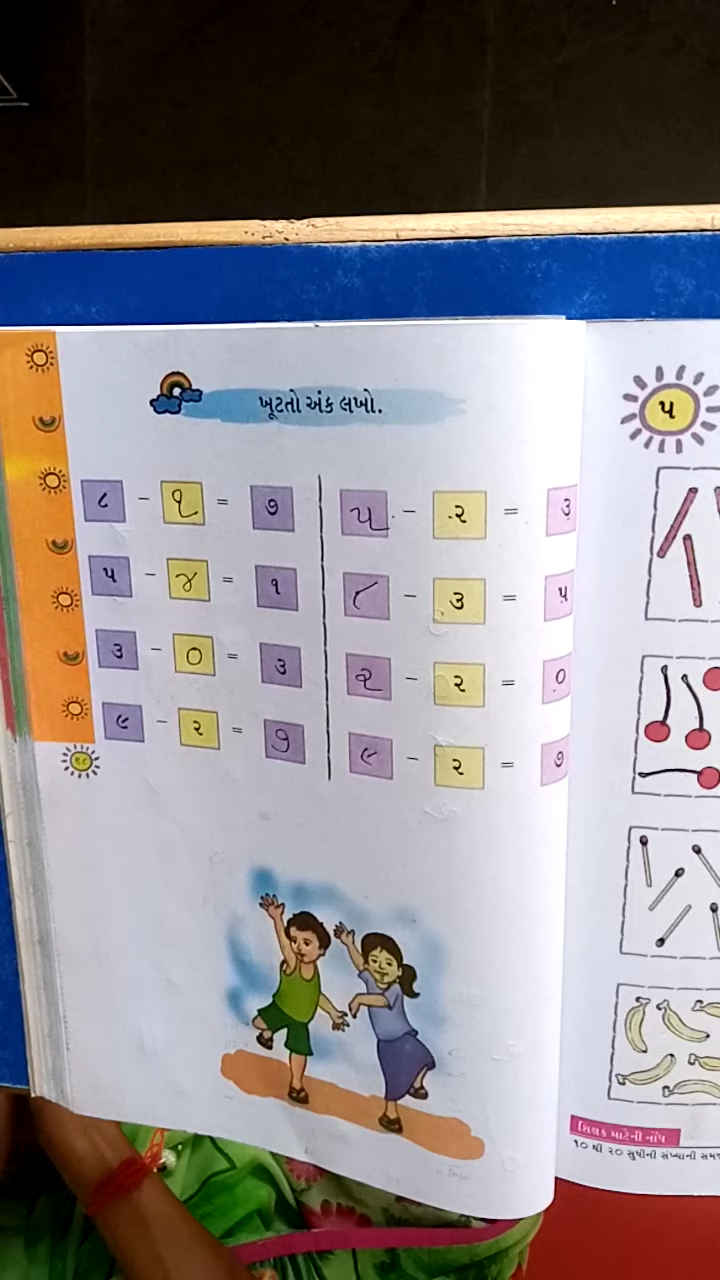 ખૂટતો અંક લખો.
૮ - ૧ = ૭
૫ - ૪ = ૧
૩ - ૦ = ૩
૯ - ૨ = ૭
૫ - ૨ = ૩
૮ - ૩ = ૫
૨ - ૨ = ૦
૯ - ૨ = ૭
૫
શિક્ષક માટેની નોંધ
૧૦ થી ૨૦ સુધીની સંખ્યાની